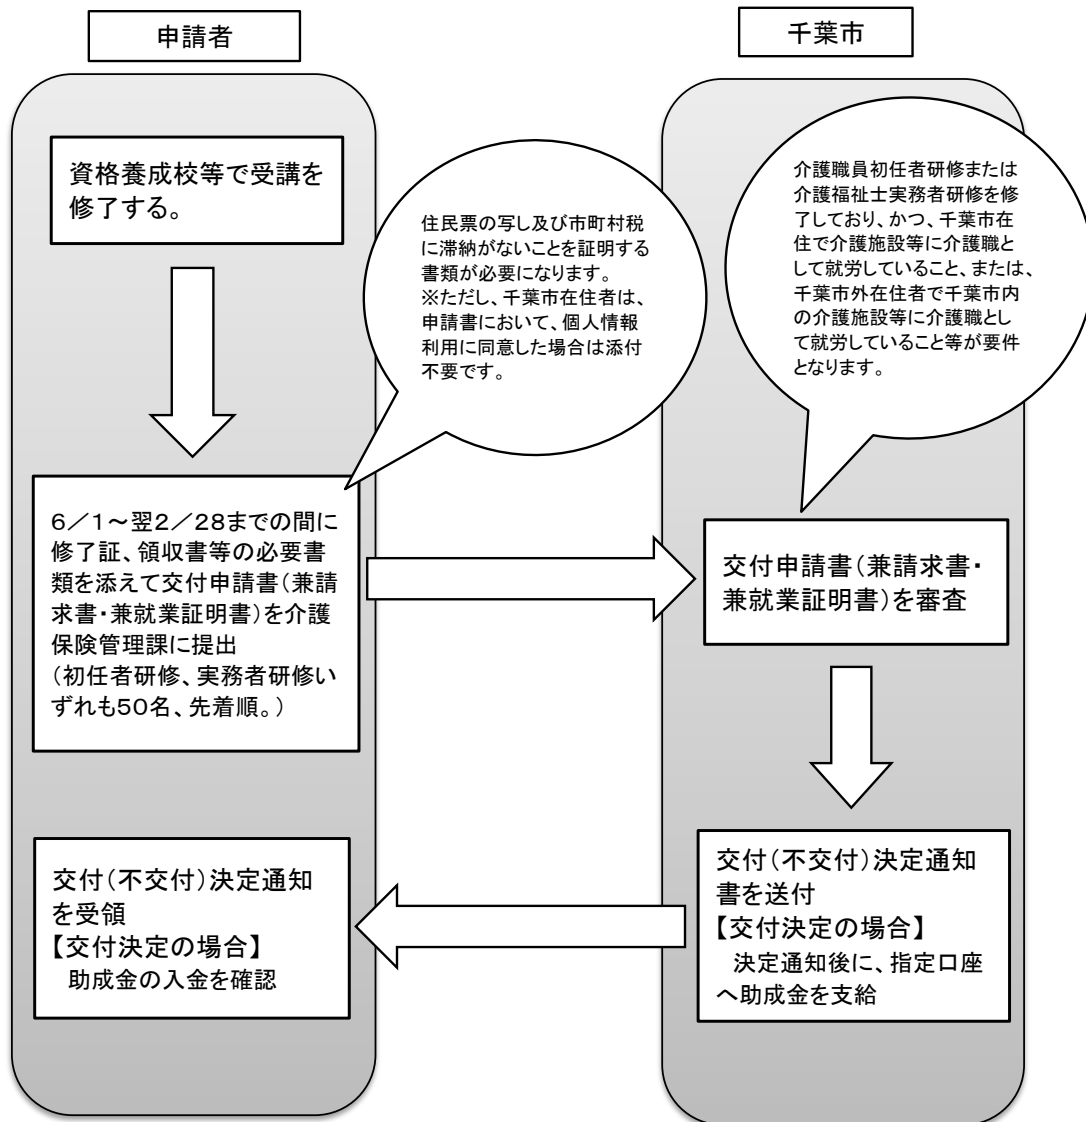 申請者
千葉市
資格養成校等で受講を
修了する。
住民票の写し及び市町村税
に滞納がないことを証明する
書類が必要になります。
※ただし、千葉市在住者は、
申請書において、個人情報
利用に同意した場合は添付
不要です。
介護職員初任者研修または
介護福祉士実務者研修を修
了しており、かつ、千葉市在
住で介護施設等に介護職と
して就労していること、または、
千葉市外在住者で千葉市内
の介護施設等に介護職とし
て就労していること等が要件
となります。
6/1~翌2/28までの間に
修了証、領収書等の必要書
類を添えて交付申請書(兼請
求書・兼就業証明書)を介護
保険管理課に提出
(初任者研修、実務者研修い
ずれも50名、先着順。)
交付申請書(兼請求書・
兼就業証明書)を審査
交付(不交付)決定通知
書を送付
【交付決定の場合】
決定通知後に、指定口座
へ助成金を支給
交付(不交付)決定通知
を受領
【交付決定の場合】
助成金の入金を確認